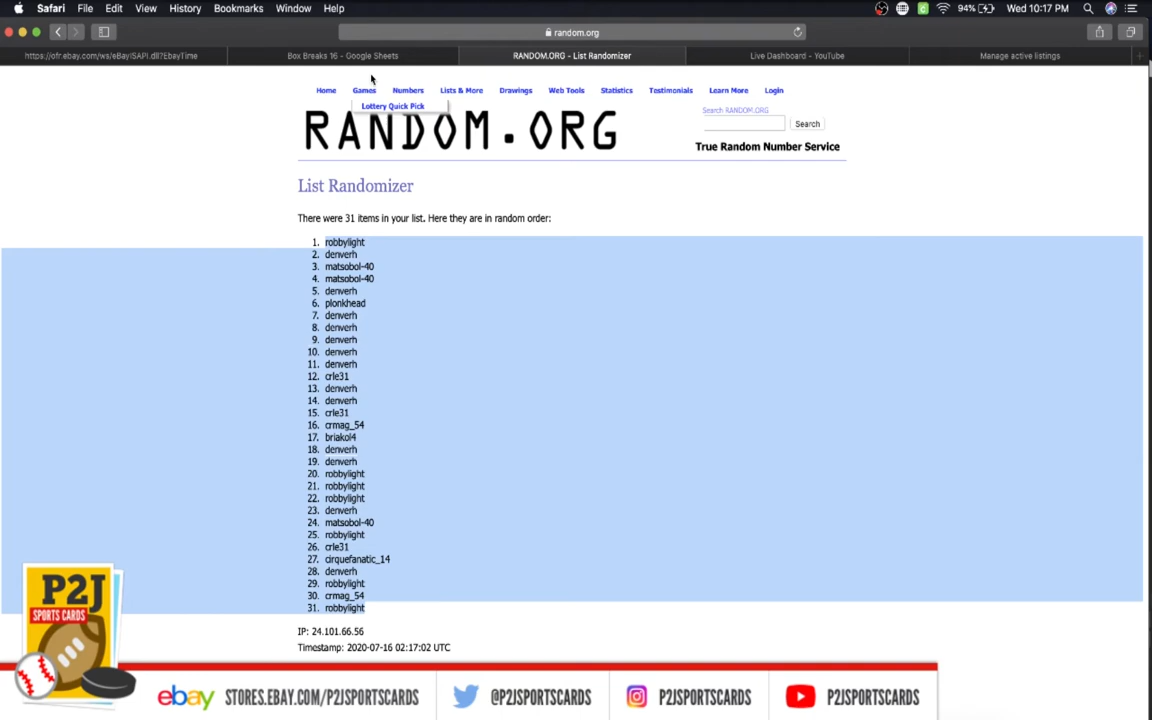 Safari File Edit View History Bookmarks Window Help 94% Wed 10:17 PM
random.org
https://ofr.ebay.com/ws/eBayISAPI.dll?EbayTime Box Breaks 16 - Google Sheets RANDOM.ORG - List Randomizer Live Dashboard - YouTube Manage active listings
Home Games Numbers Lists & More Drawings Web Tools Statistics Testimonials Learn More Login
Lottery Quick Pick
Search RANDOM.ORG
RANDOM.ORG
Search
True Random Number Service
List Randomizer
There were 31 items in your list. Here they are in random order:
1. robbylight
2. denverh
3. matsobol-40
4. matsobol-40
5. denverh
6. plonkhead
7. denverh
8. denverh
9. denverh
10. denverh
11. denverh
12. crle31
13. denverh
14. denverh
15. crle31
16. crmag_54
17. briakol4
18. denverh
19. denverh
20. robbylight
21. robbylight
22. robbylight
23. denverh
24. matsobol-40
25. robbylight
26. crle31
27. cirquefanatic_14
28. denverh
29. robbylight
30. crmag_54
31. robbylight
IP: 24.101.66.56
Timestamp: 2020-07-16 02:17:02 UTC
P2J
SPORTS CARDS
ebay STORES.EBAY.COM/P2JSPORTSCARDS @P2JSPORTSCARDS P2JSPORTSCARDS P2JSPORTSCARDS